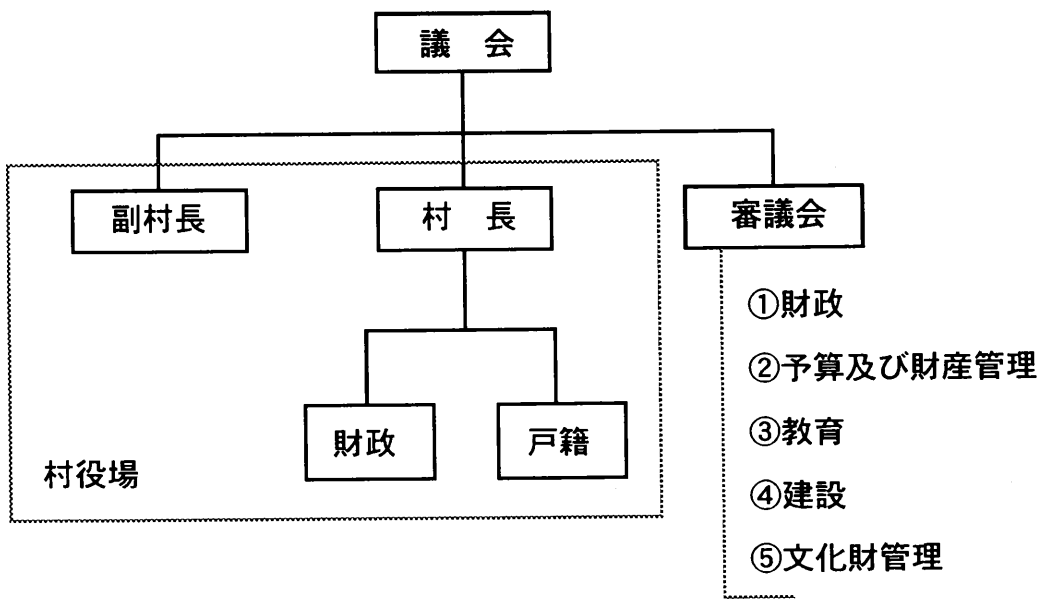 議 会
副村長
村 長
審議会
①財政
②予算及び財産管理
③教育
④建設
⑤文化財管理
財政
戸籍
村役場